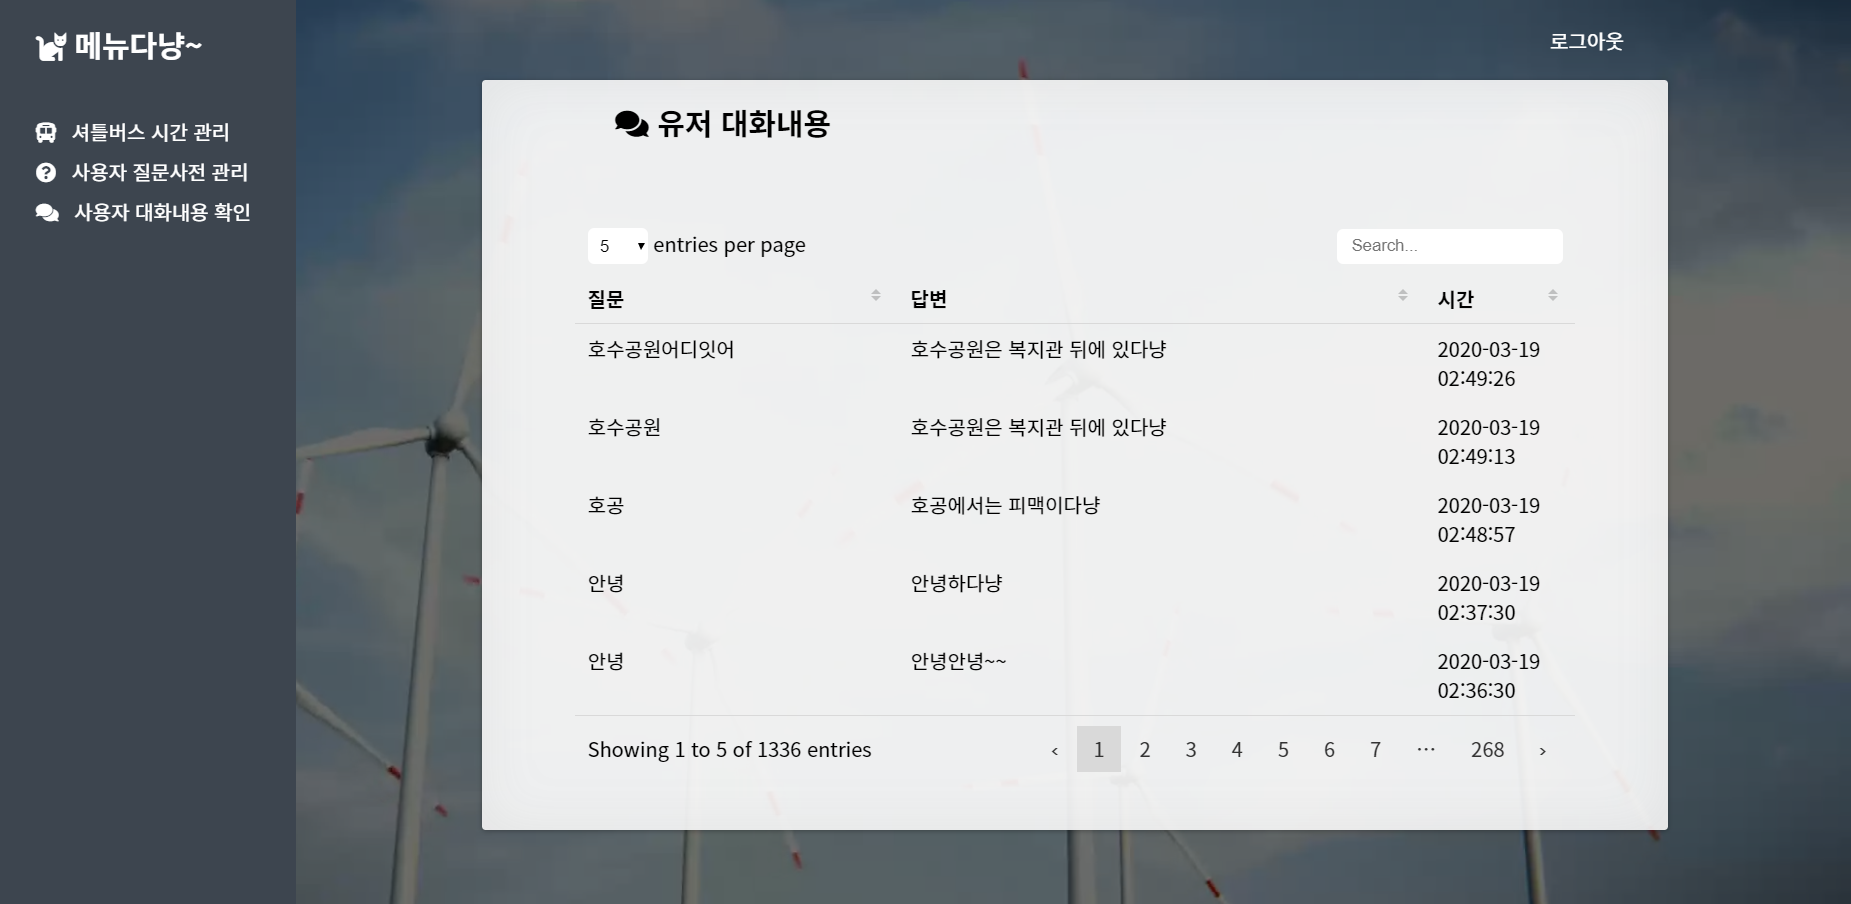 메뉴다냥~
로그아웃
셔틀버스 시간 관리
사용자 질문사전 관리
사용자 대화내용 확인
유저 대화내용
5 entries per page
Search...
질문 답변 시간
호수공원어디잇어 호수공원은 복지관 뒤에 있다냥 2020-03-19
02:49:26
호수공원 호수공원은 복지관 뒤에 있다냥 2020-03-19
02:49:13
호공 호공에서는 피맥이다냥 2020-03-19
02:48:57
안녕 안녕하다냥 2020-03-19
02:37:30
안녕 안녕안녕~~ 2020-03-19
02:36:30
Showing 1 to 5 of 1336 entries ‹ 1 2 3 4 5 6 7 ... 268 ›